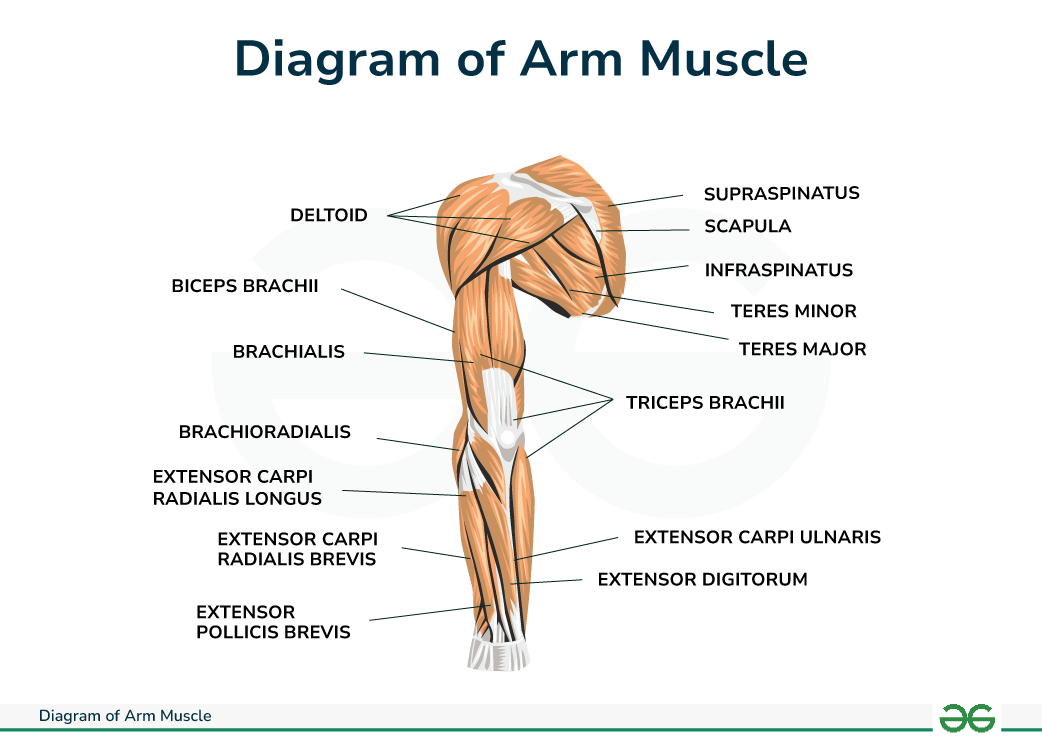 Diagram of Arm Muscle
DELTOID
SUPRASPINATUS
SCAPULA
INFRASPINATUS
BICEPS BRACHII
TERES MINOR
BRACHIALIS
TERES MAJOR
TRICEPS BRACHII
BRACHIORADIALIS
EXTENSOR CARPI
RADIALIS LONGUS
EXTENSOR CARPI
RADIALIS BREVIS
EXTENSOR CARPI ULNARIS
EXTENSOR DIGITORUM
EXTENSOR
POLLICIS BREVIS
Diagram of Arm Muscle